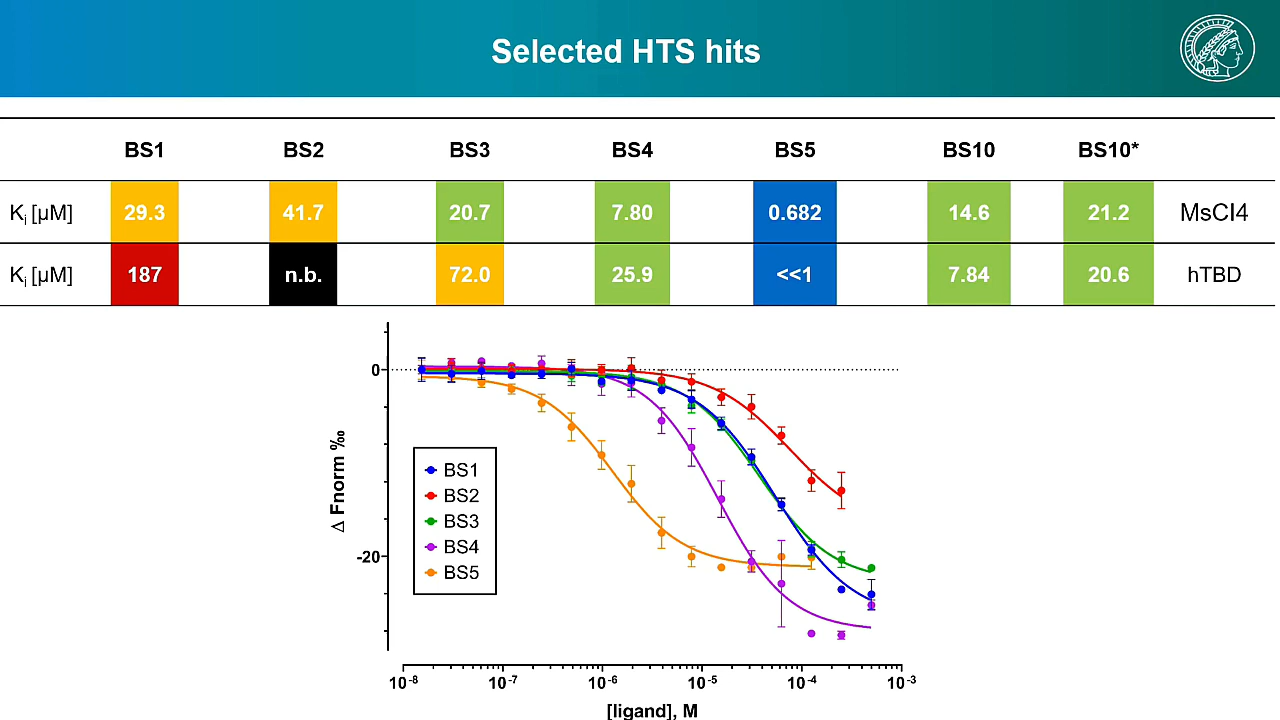 Selected HTS hits
BS1 BS2 BS3 BS4 BS5 BS10 BS10*
Ki [µM] 29.3 41.7 20.7 7.80 0.682 14.6 21.2 MsCI4
Ki [µM] 187 n.b. 72.0 25.9 <<1 7.84 20.6 hTBD
0
-20
Δ Fnorm ‰
BS1
BS2
BS3
BS4
BS5
10-8 10-7 10-6 10-5 10-4 10-3
[ligand], M